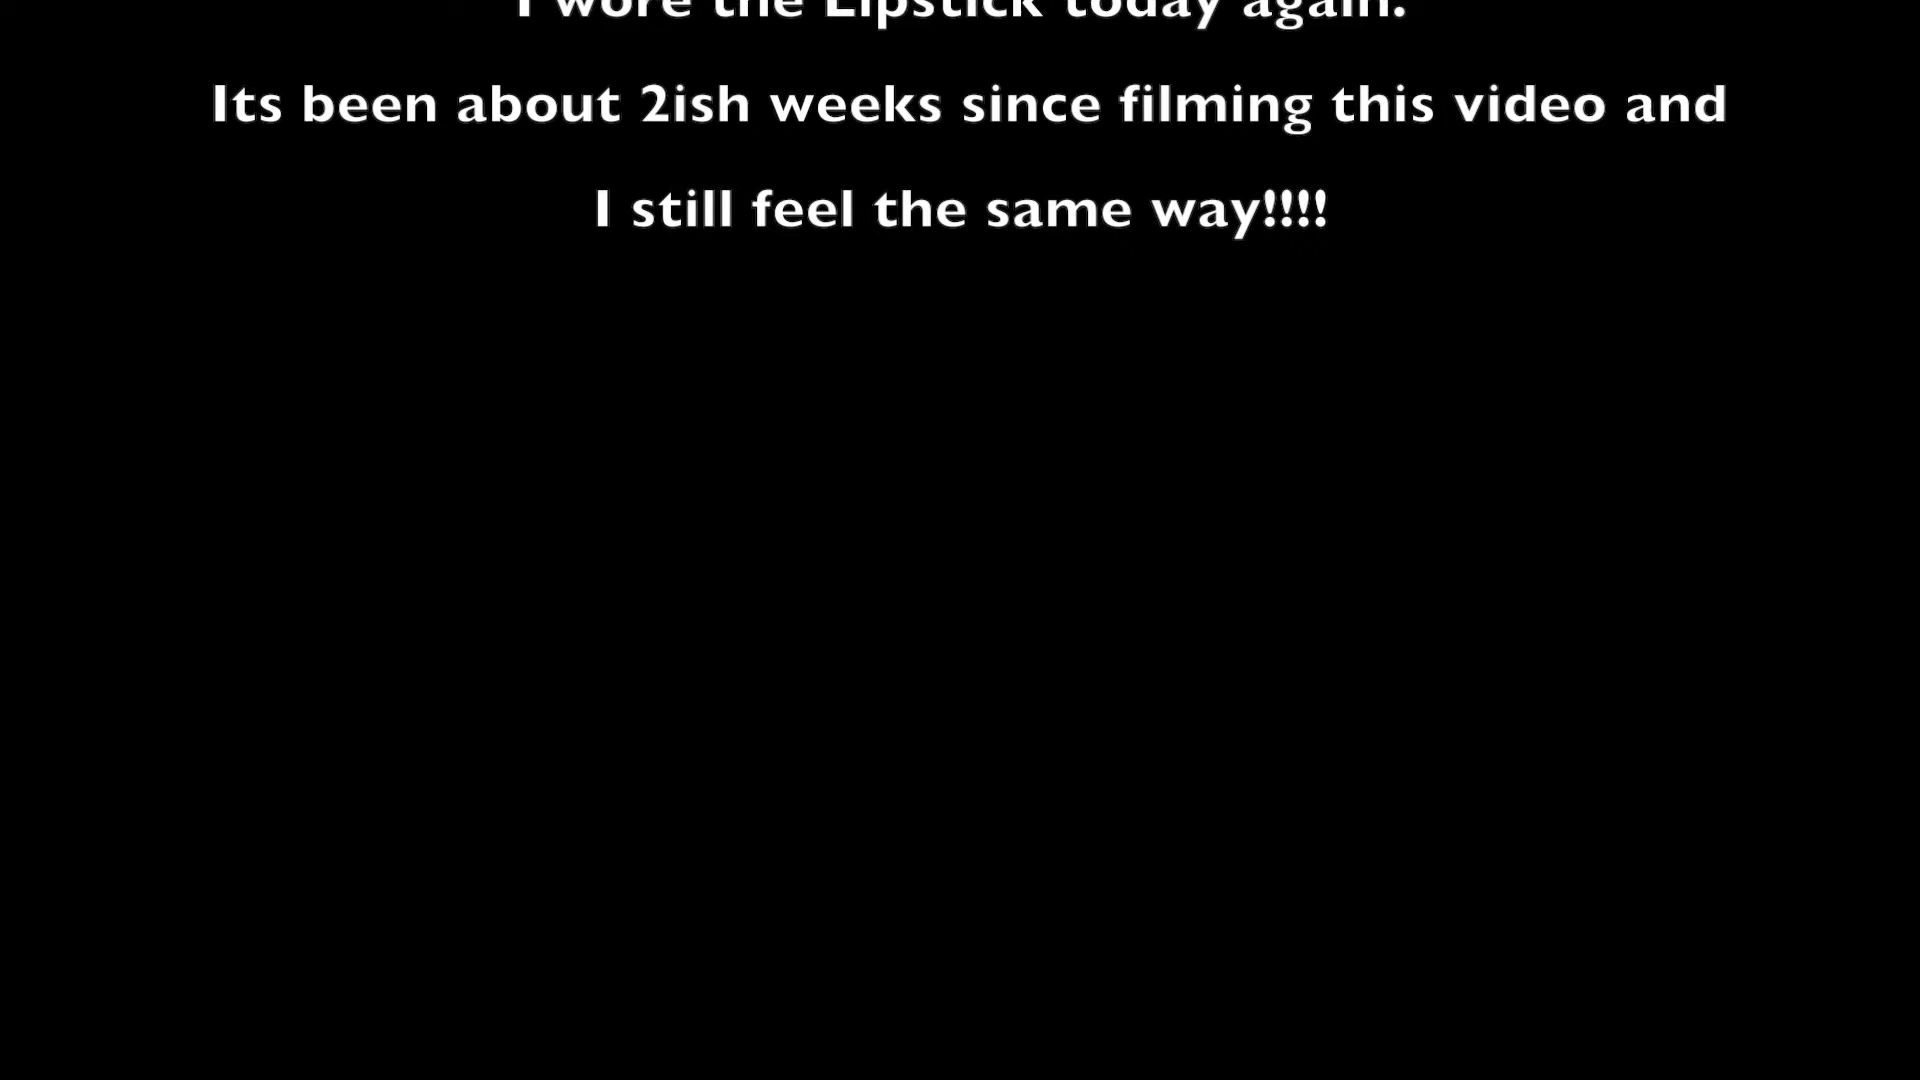 I wore the Lipstick today again.
Its been about 2ish weeks since filming this video and
I still feel the same way!!!!